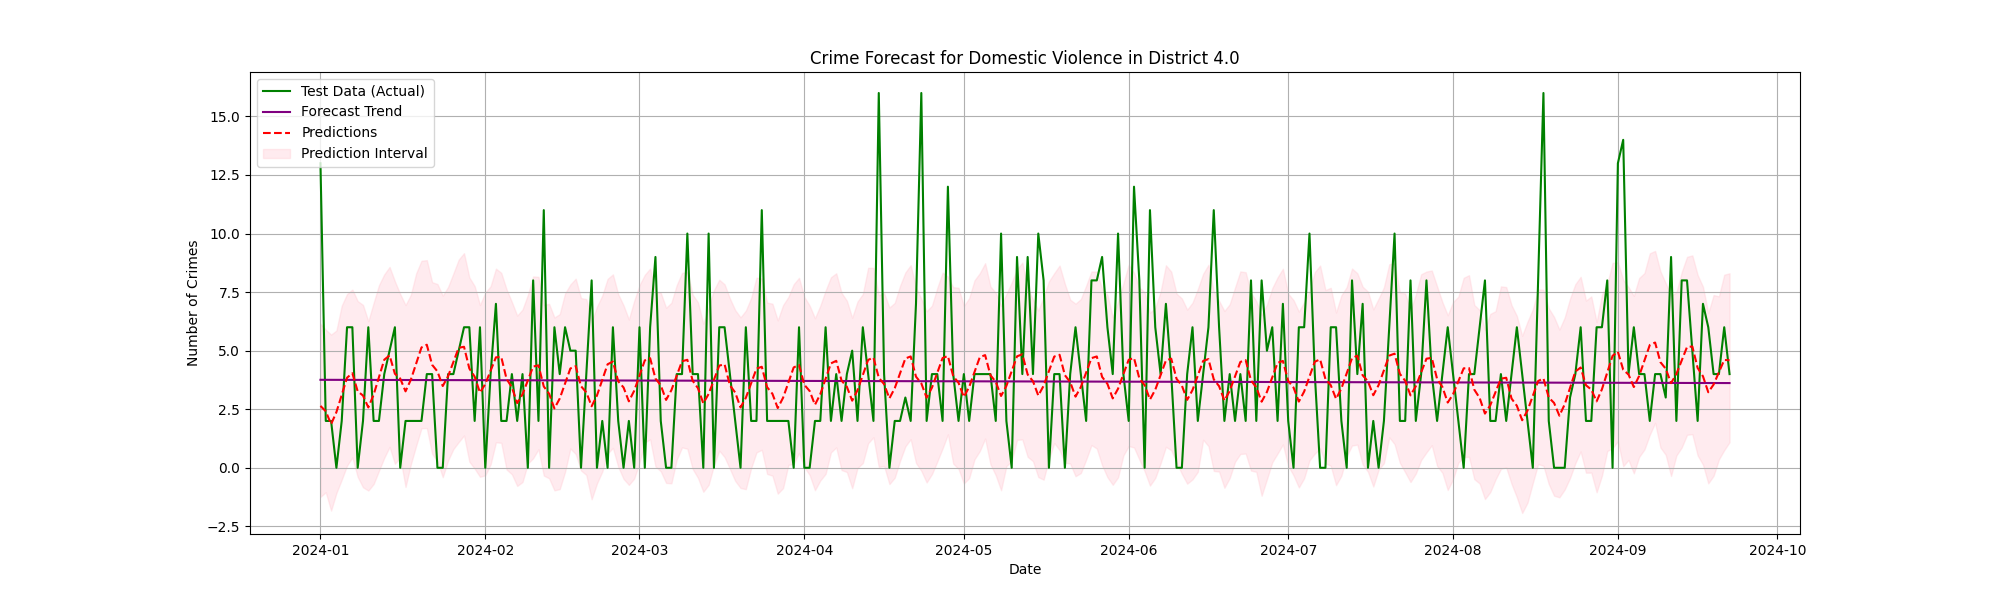 Crime Forecast for Domestic Violence in District 4.0
Test Data (Actual)
Forecast Trend
Predictions
Prediction Interval
Number of Crimes
15.0
12.5
10.0
7.5
5.0
2.5
0.0
−2.5
2024-01
2024-02
2024-03
2024-04
2024-05
2024-06
2024-07
2024-08
2024-09
2024-10
Date